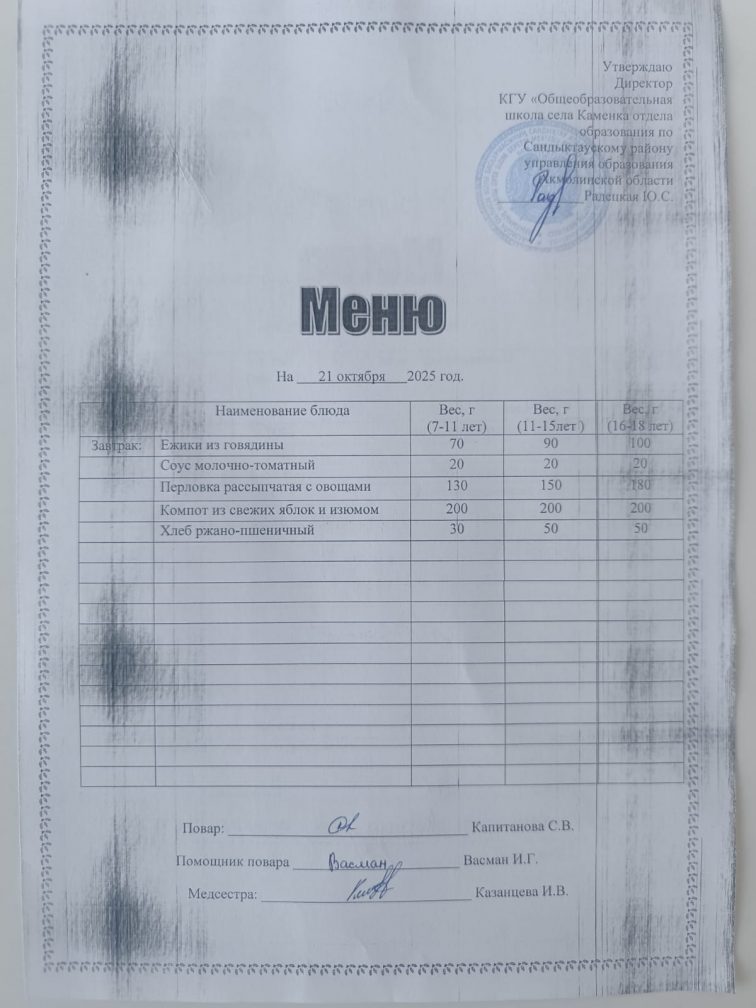 Утверждаю
Директор
КГУ «Общеобразовательная
школа села Каменка отдела
образования по
Сандыктаускому району
управления образования
Акмолинской области
Радецкая Ю.С.
Меню
На ___21 октября___2025 год.
Наименование блюда Вес, г (7-11 лет) Вес, г (11-15лет ) Вес, г (16-18 лет)
Завтрак: Ежики из говядины 70 90 100
Соус молочно-томатный 20 20 20
Перловка рассыпчатая с овощами 130 150 180
Компот из свежих яблок и изюмом 200 200 200
Хлеб ржано-пшеничный 30 50 50
Повар: Капитанова С.В.
Помощник повара Васман Васман И.Г.
Медсестра: Казанцева И.В.